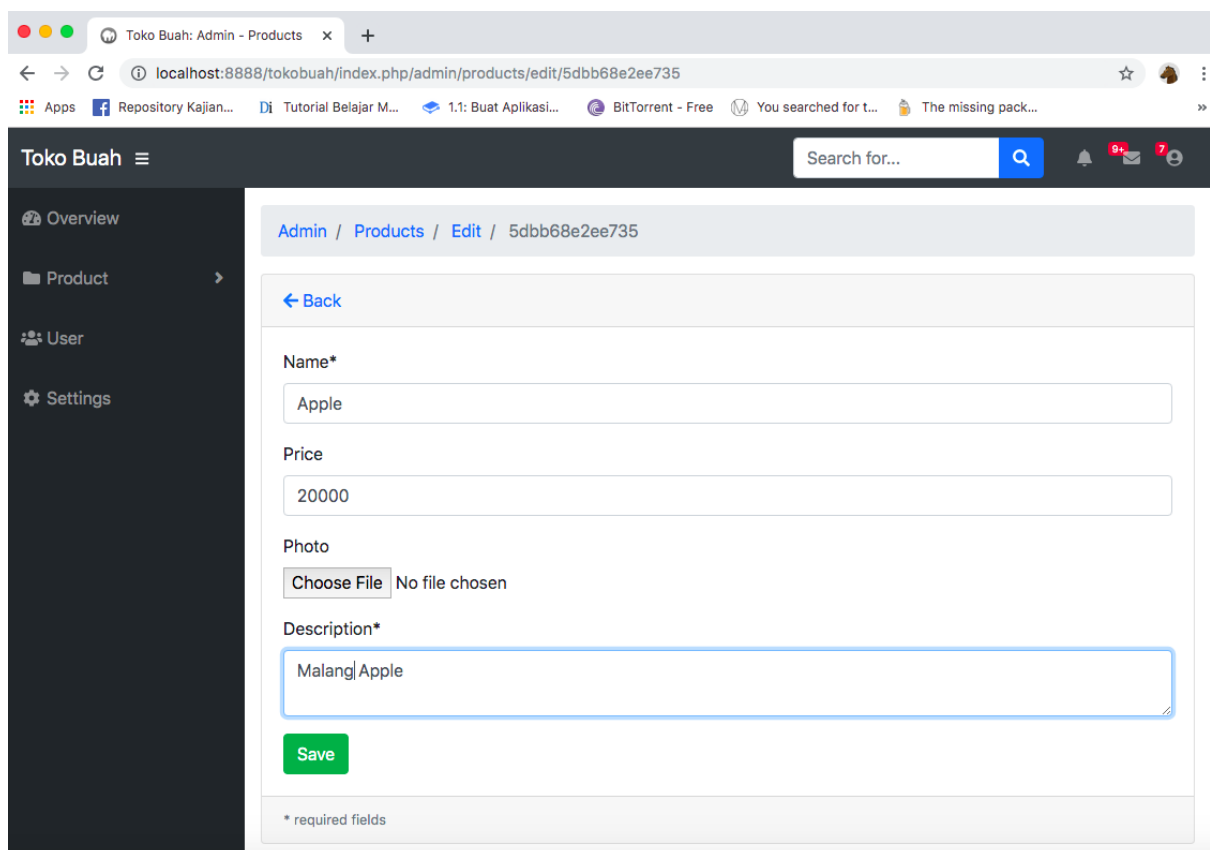 Toko Buah: Admin - Products
localhost:8888/tokobuah/index.php/admin/products/edit/5dbb68e2ee735
Apps Repository Kajian... Di Tutorial Belajar M... 1.1: Buat Aplikasi... BitTorrent - Free You searched for t... The missing pack... »
Toko Buah Search for... 9+ 7
Overview
Admin / Products / Edit / 5dbb68e2ee735
Product
Back
User
Name*
Settings
Apple
Price
20000
Photo
Choose File No file chosen
Description*
Malang Apple
Save
* required fields